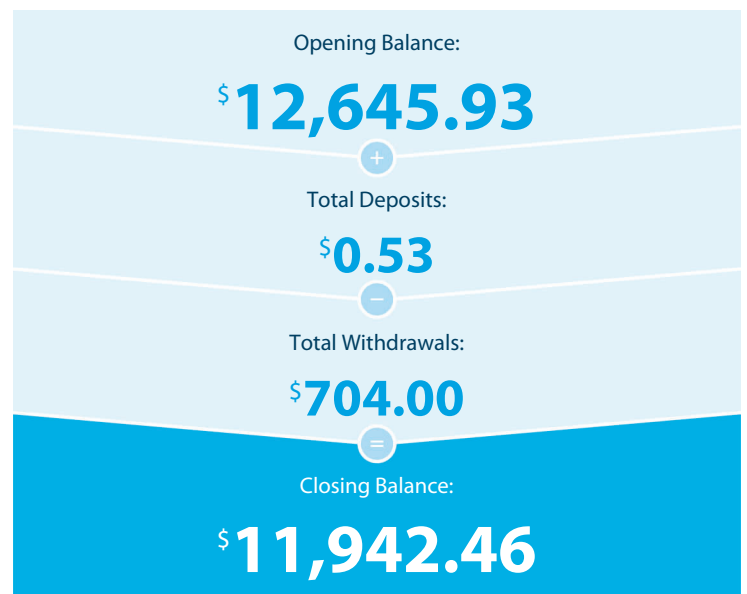 Opening Balance:
$12,645.93
+
Total Deposits:
$0.53
−
Total Withdrawals:
$704.00
=
Closing Balance:
$11,942.46